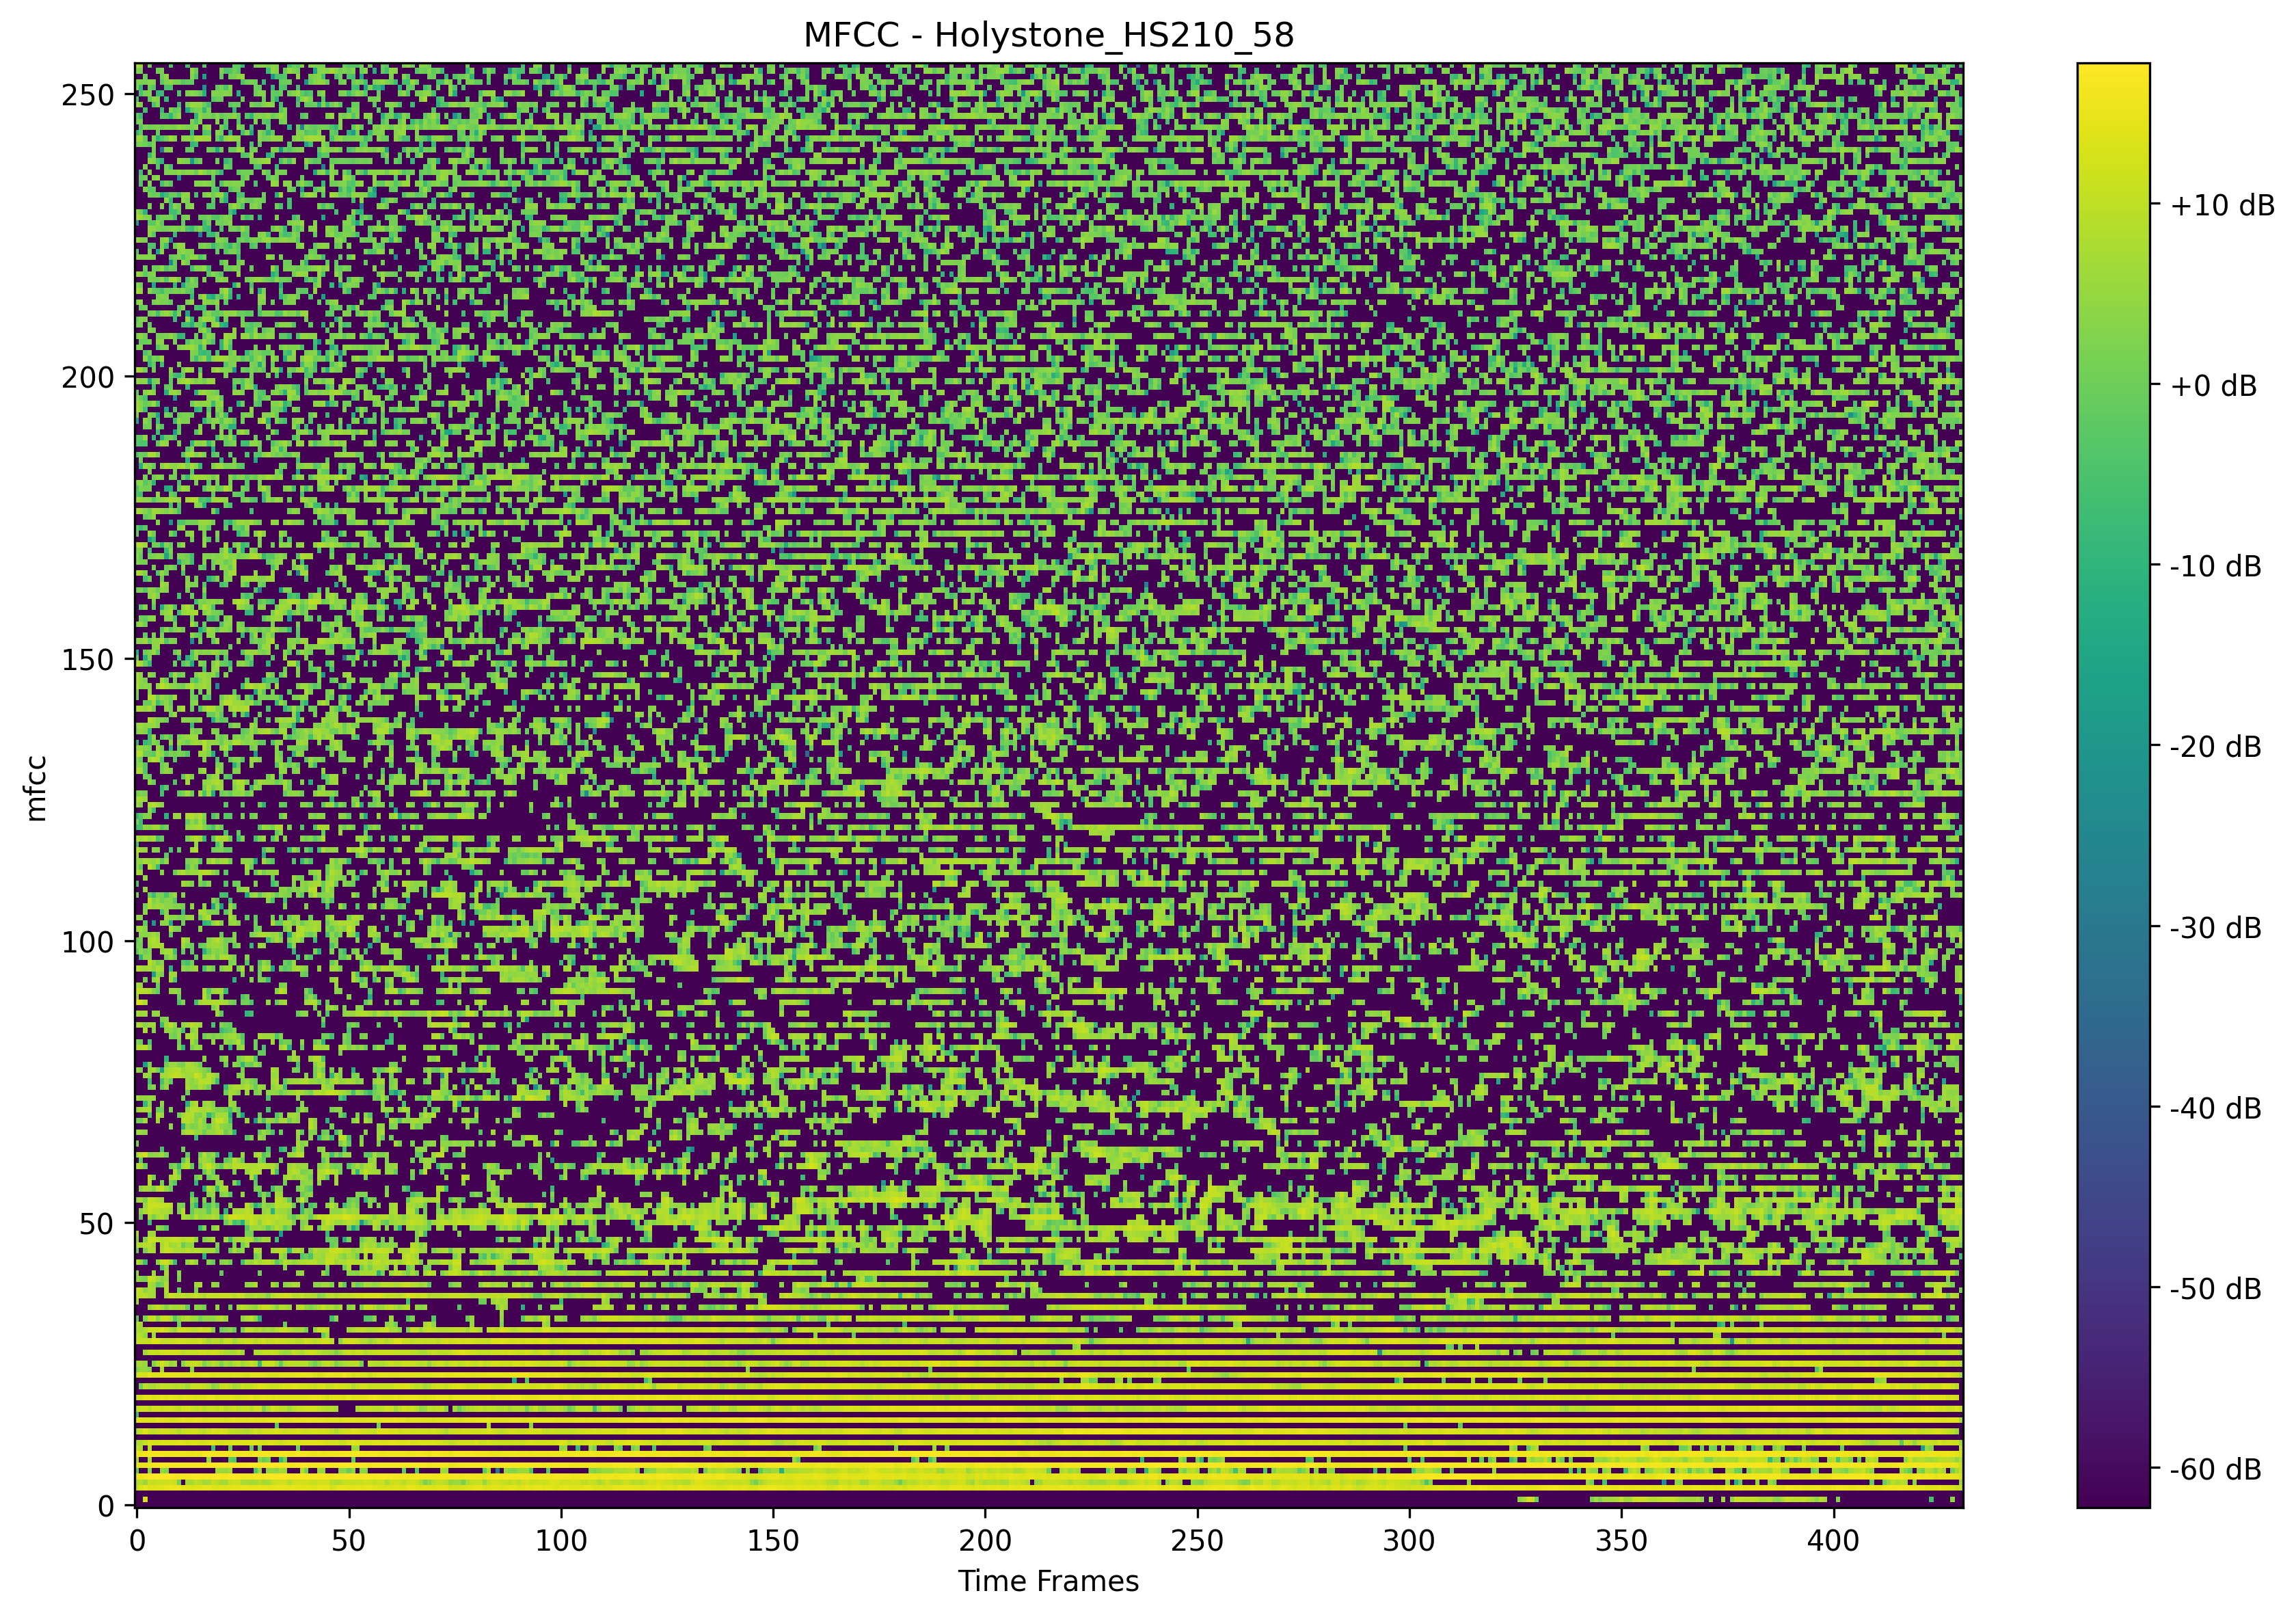 MFCC - Holystone_HS210_58
250
200
150
100
50
0
mfcc
0 50 100 150 200 250 300 350 400
Time Frames
+10 dB
+0 dB
-10 dB
-20 dB
-30 dB
-40 dB
-50 dB
-60 dB